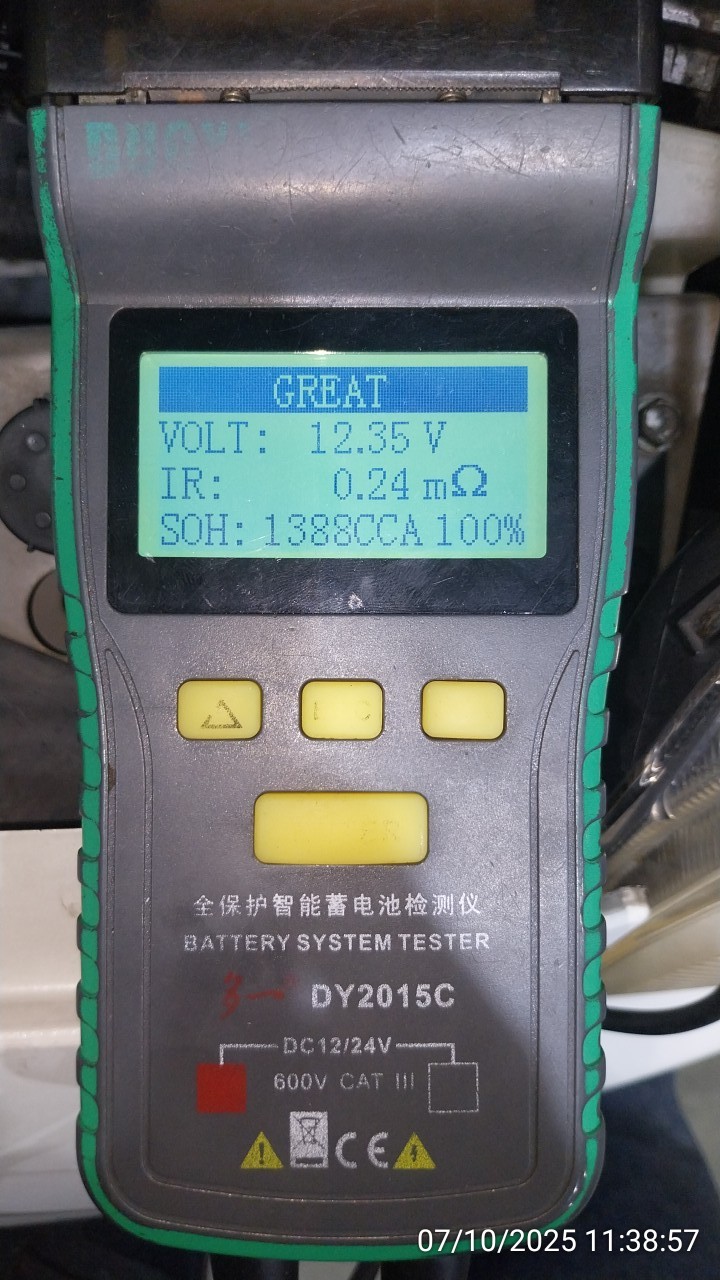 DUOYI
GREAT
VOLT: 12.35 V
IR: 0.24 mΩ
SOH: 1388CCA 100%
全保护智能蓄电池检测仪
BATTERY SYSTEM TESTER
DY2015C
DC12/24V
600V CAT III
CE
07/10/2025 11:38:57